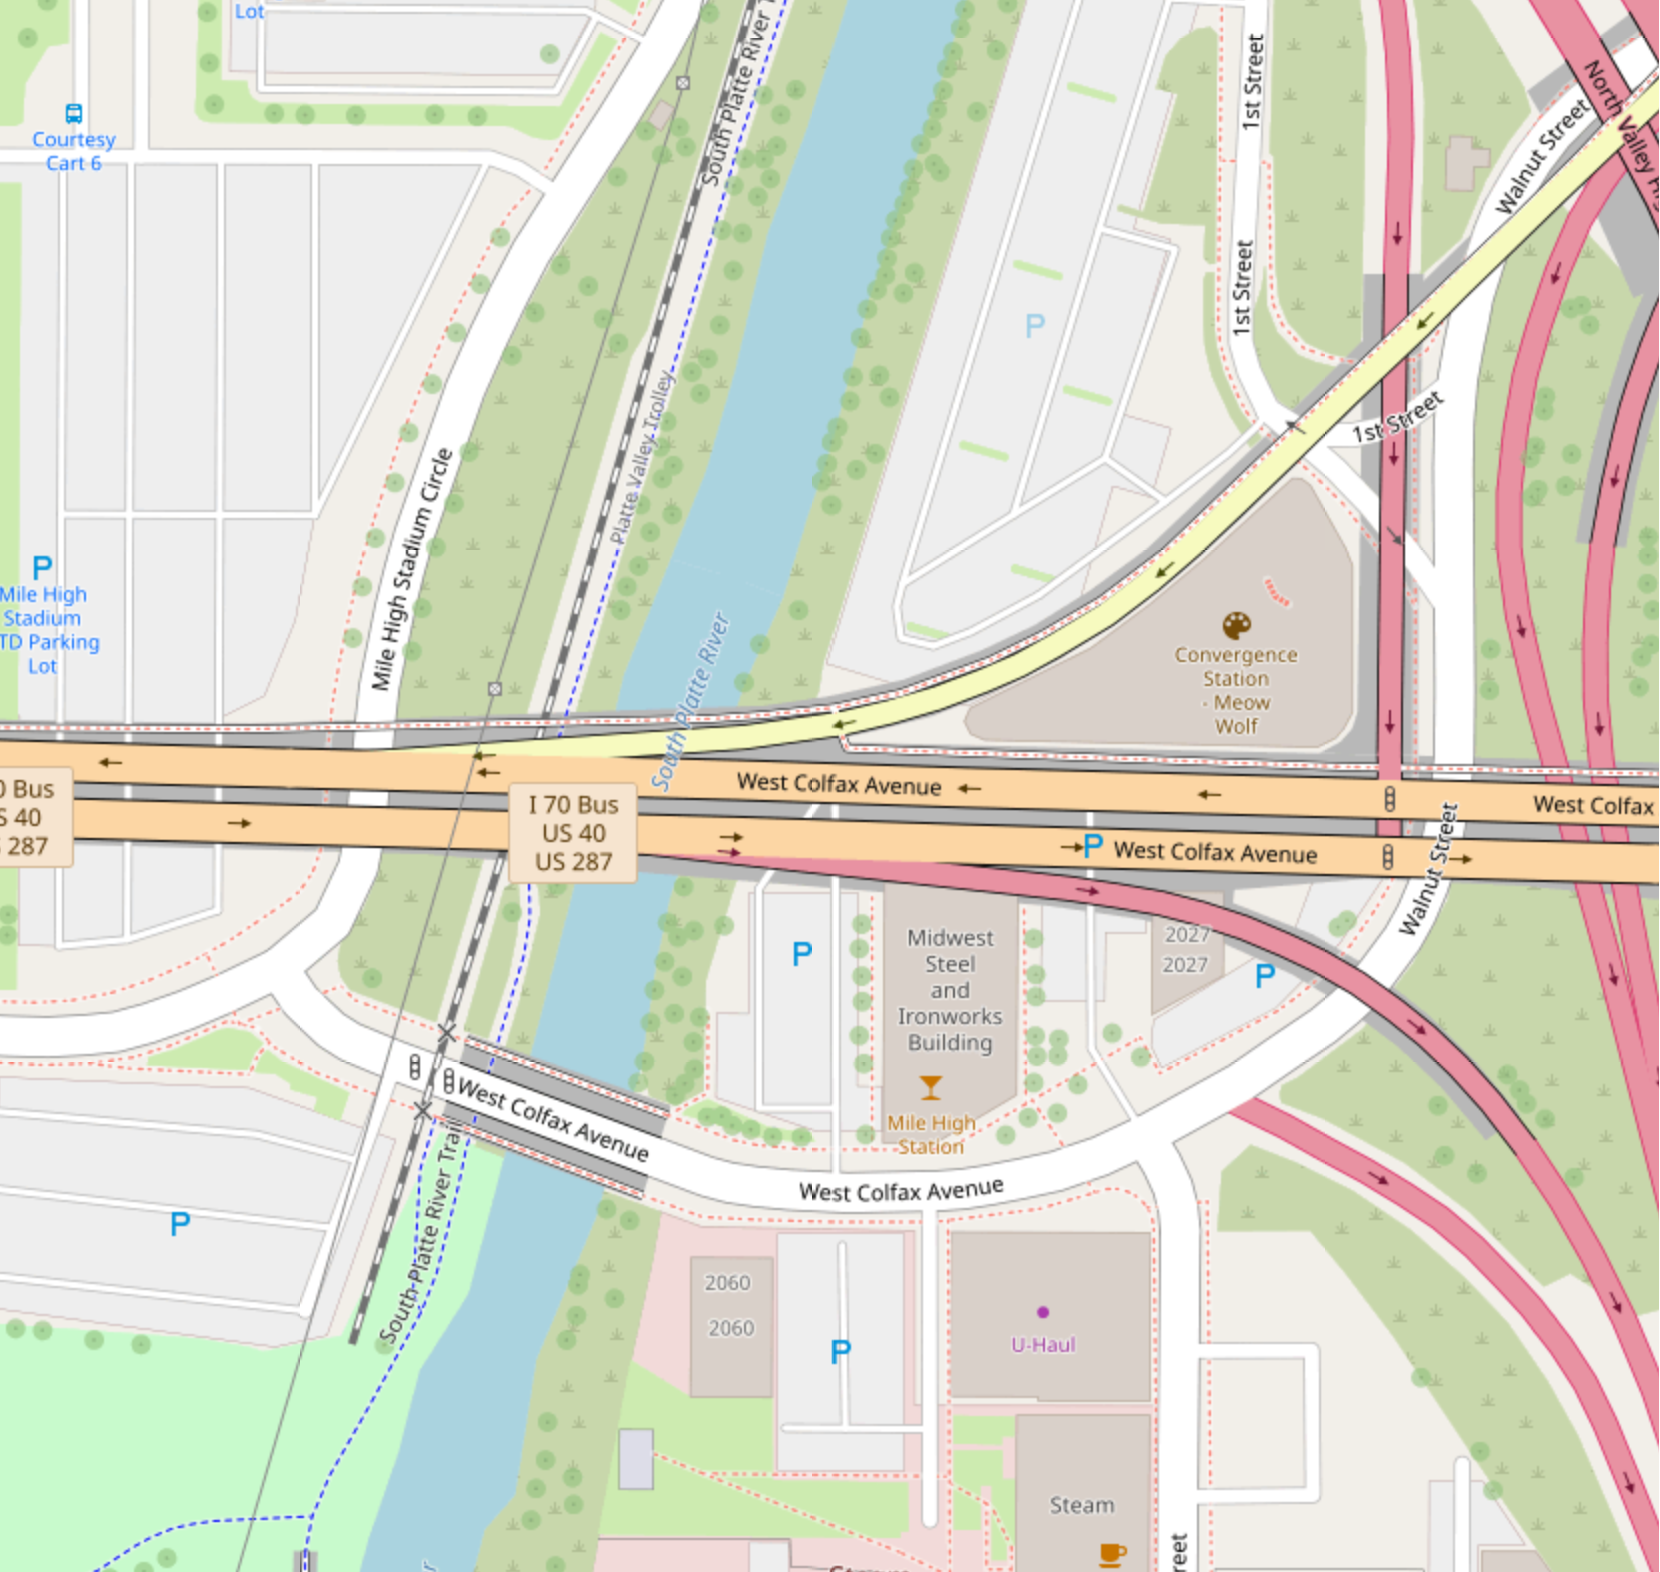 Lot
Courtesy
Cart 6
South Platte River T
1st Street
1st Street
1st Street
Walnut Street
North Valley Hi
P
Platte Valley Trolley
Mile High Stadium Circle
South Platte River
P
Mile High
Stadium
TD Parking
Lot
Convergence
Station
- Meow
Wolf
West Colfax Avenue
West Colfax
0 Bus
S 40
287
I 70 Bus
US 40
US 287
P
West Colfax Avenue
Walnut Street
P
Midwest
Steel
and
Ironworks
Building
2027
2027
P
Mile High
Station
West Colfax Avenue
West Colfax Avenue
South Platte River Trail
P
2060
2060
P
U-Haul
Steam
reet
r